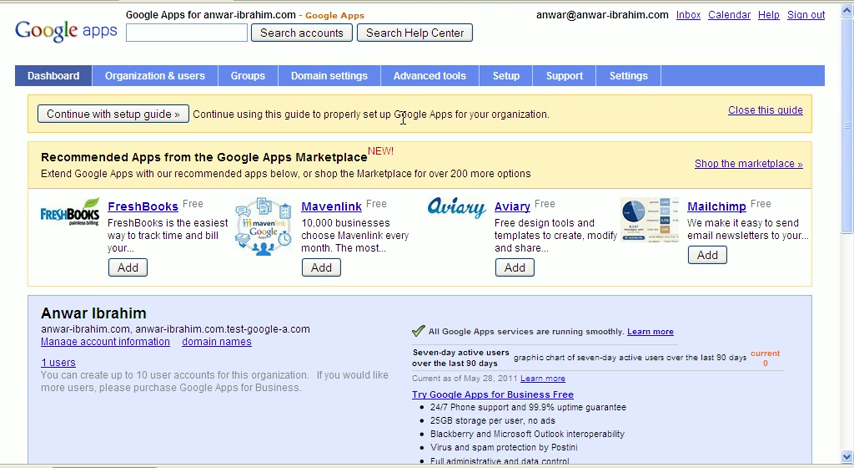 Google apps
Google Apps for anwar-ibrahim.com - Google Apps
anwar@anwar-ibrahim.com Inbox Calendar Help Sign out
Search accounts Search Help Center
Dashboard Organization & users Groups Domain settings Advanced tools Setup Support Settings
Continue with setup guide » Continue using this guide to properly set up Google Apps for your organization. Close this guide
Recommended Apps from the Google Apps Marketplace NEW!
Extend Google Apps with our recommended apps below, or shop the Marketplace for over 200 more options
Shop the marketplace »
FRESHBOOKS
painless billing
FreshBooks Free
FreshBooks is the easiest
way to track time and bill
your...
Add
mavenlink
Google
Apps
Mavenlink Free
10,000 businesses
choose Mavenlink every
month. The most...
Add
Aviary
Aviary Free
Free design tools and
templates to create, modify
and share...
Add
Mailchimp Free
We make it easy to send
email newsletters to your...
Add
Anwar Ibrahim
anwar-ibrahim.com, anwar-ibrahim.com.test-google-a.com
Manage account information domain names
1 users
You can create up to 10 user accounts for this organization. If you would like
more users, please purchase Google Apps for Business.
All Google Apps services are running smoothly. Learn more
Seven-day active users
over the last 90 days
graphic chart of seven-day active users over the last 90 days
current
0
Current as of May 28, 2011 Learn more
Try Google Apps for Business Free
• 24/7 Phone support and 99.9% uptime guarantee
• 25GB storage per user, no ads
• Blackberry and Microsoft Outlook interoperability
• Virus and spam protection by Postini
• Full administrative and data control